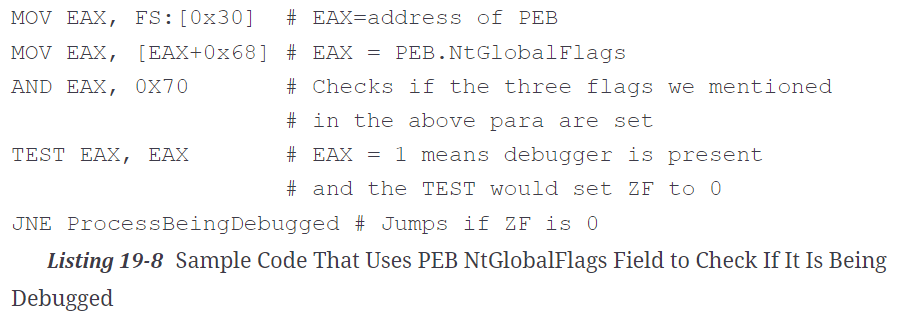 MOV EAX, FS:[0x30] # EAX=address of PEB
MOV EAX, [EAX+0x68] # EAX = PEB.NtGlobalFlags
AND EAX, 0X70 # Checks if the three flags we mentioned
# in the above para are set
TEST EAX, EAX # EAX = 1 means debugger is present
# and the TEST would set ZF to 0
JNE ProcessBeingDebugged # Jumps if ZF is 0
Listing 19-8 Sample Code That Uses PEB NtGlobalFlags Field to Check If It Is Being
Debugged